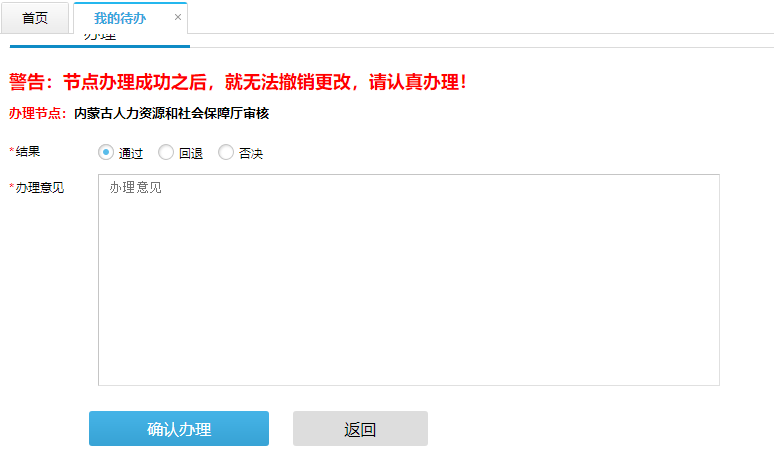 首页 我的待办 ×
办理
警告：节点办理成功之后，就无法撤销更改，请认真办理！
办理节点：内蒙古人力资源和社会保障厅审核
*结果 通过 回退 否决
*办理意见 办理意见
确认办理 返回